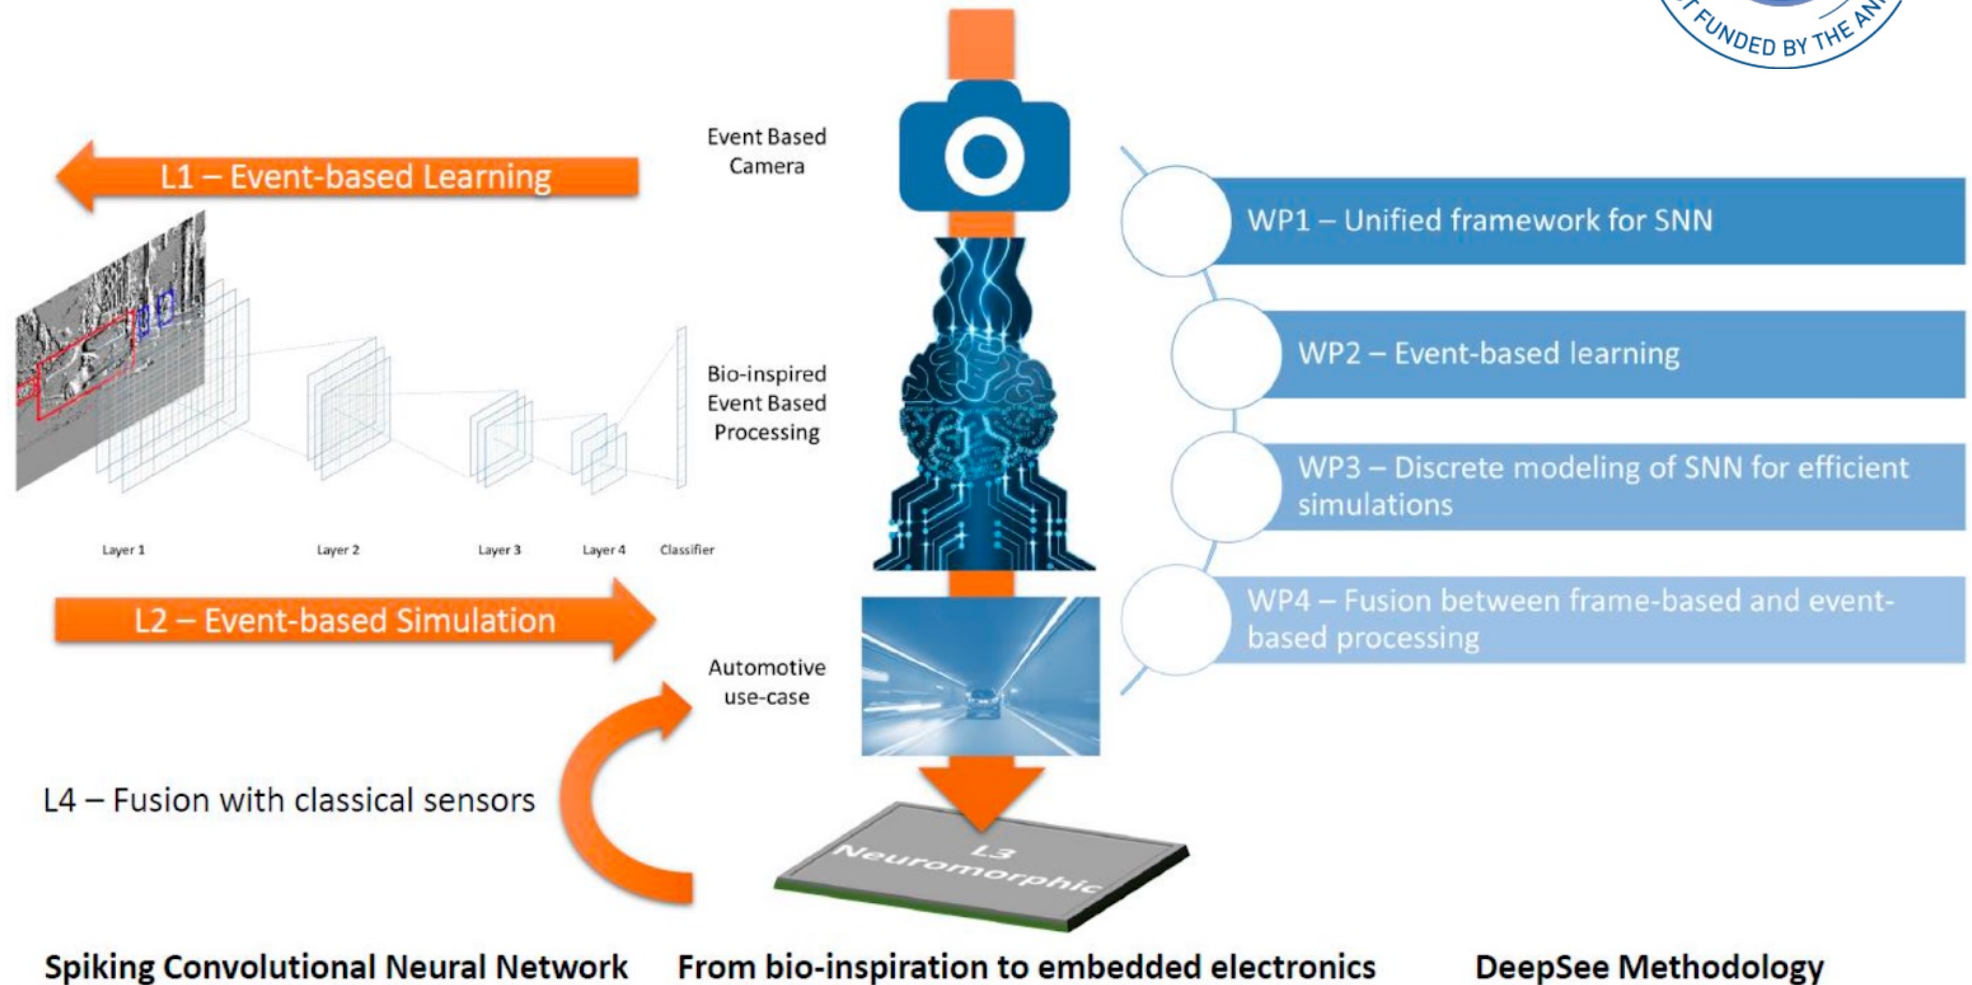 FUNDED BY THE
L1 – Event-based Learning
Event Based
Camera
Bio-inspired
Event Based
Processing
Layer 1
Layer 2
Layer 3
Layer 4
Classifier
L2 – Event-based Simulation
Automotive
use-case
L4 – Fusion with classical sensors
L3
Neuromorphic
WP1 – Unified framework for SNN
WP2 – Event-based learning
WP3 – Discrete modeling of SNN for efficient
simulations
WP4 – Fusion between frame-based and event-
based processing
Spiking Convolutional Neural Network
From bio-inspiration to embedded electronics
DeepSee Methodology